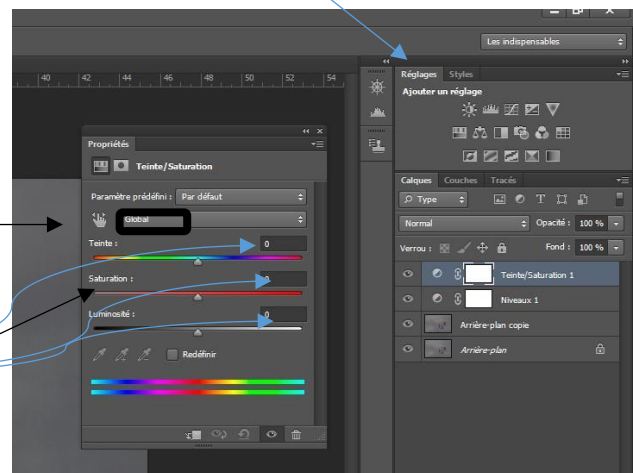 Les indispensables
40 42 44 46 48 50 52 54
Propriétés
Teinte/Saturation
Paramètre prédéfini : Par défaut
Global
Teinte : 0
Saturation : 0
Luminosité : 0
Redéfinir
Réglages Styles
Ajouter un réglage
Calques Couches Tracés
Type
Normal Opacité : 100 %
Verrou : Fond : 100 %
Teinte/Saturation 1
Niveaux 1
Arrière-plan copie
Arrière-plan